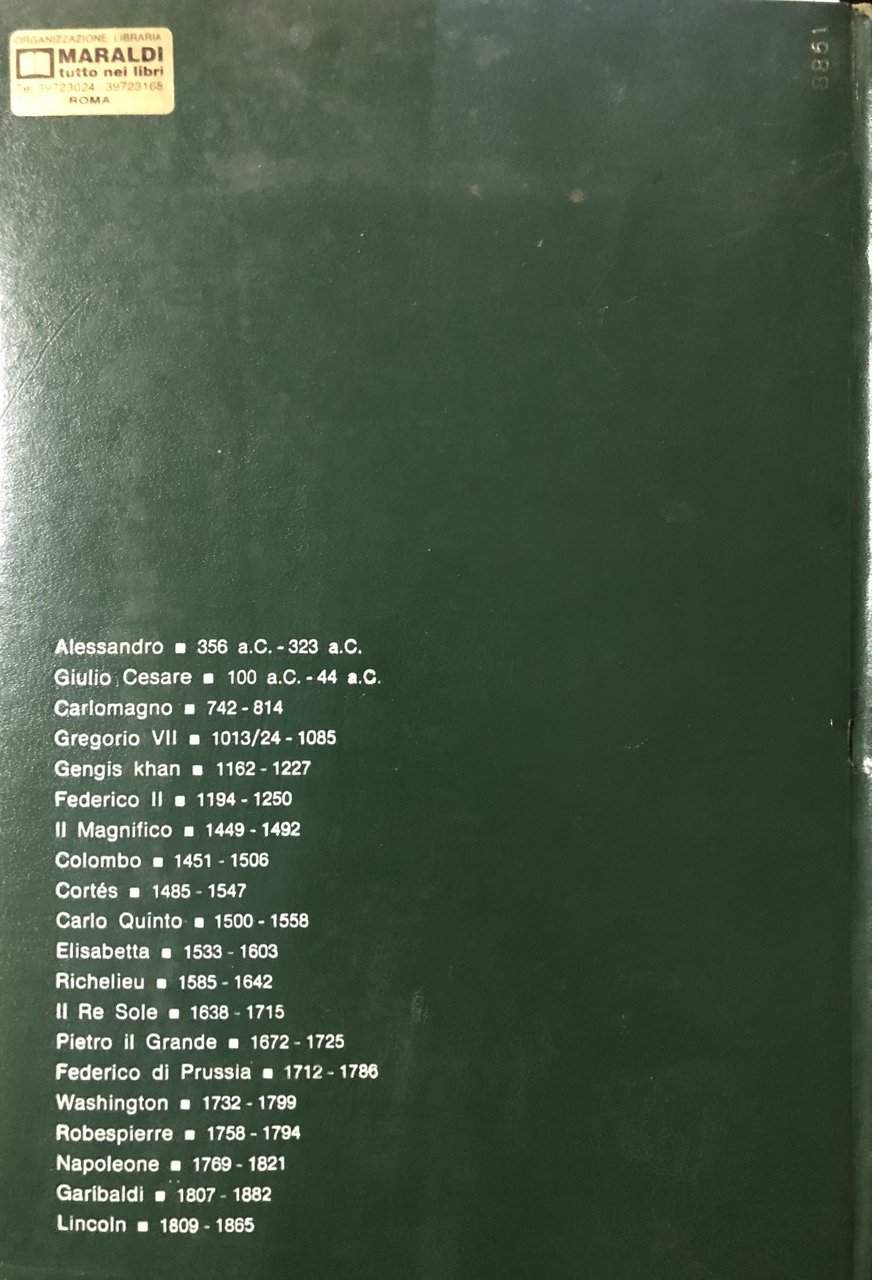 ORGANIZZAZIONE LIBRARIA
MARALDI
tutto nei libri
Tel. 39723024 39723168
ROMA
8851
Alessandro ■ 356 a.C. - 323 a.C.
Giulio Cesare ■ 100 a.C. - 44 a.C.
Carlomagno ■ 742 - 814
Gregorio VII ■ 1013/24 - 1085
Gengis khan ■ 1162 - 1227
Federico II ■ 1194 - 1250
Il Magnifico ■ 1449 - 1492
Colombo ■ 1451 - 1506
Cortés ■ 1485 - 1547
Carlo Quinto ■ 1500 - 1558
Elisabetta ■ 1533 - 1603
Richelieu ■ 1585 - 1642
Il Re Sole ■ 1638 - 1715
Pietro il Grande ■ 1672 - 1725
Federico di Prussia ■ 1712 - 1786
Washington ■ 1732 - 1799
Robespierre ■ 1758 - 1794
Napoleone ■ 1769 - 1821
Garibaldi ■ 1807 - 1882
Lincoln ■ 1809 - 1865